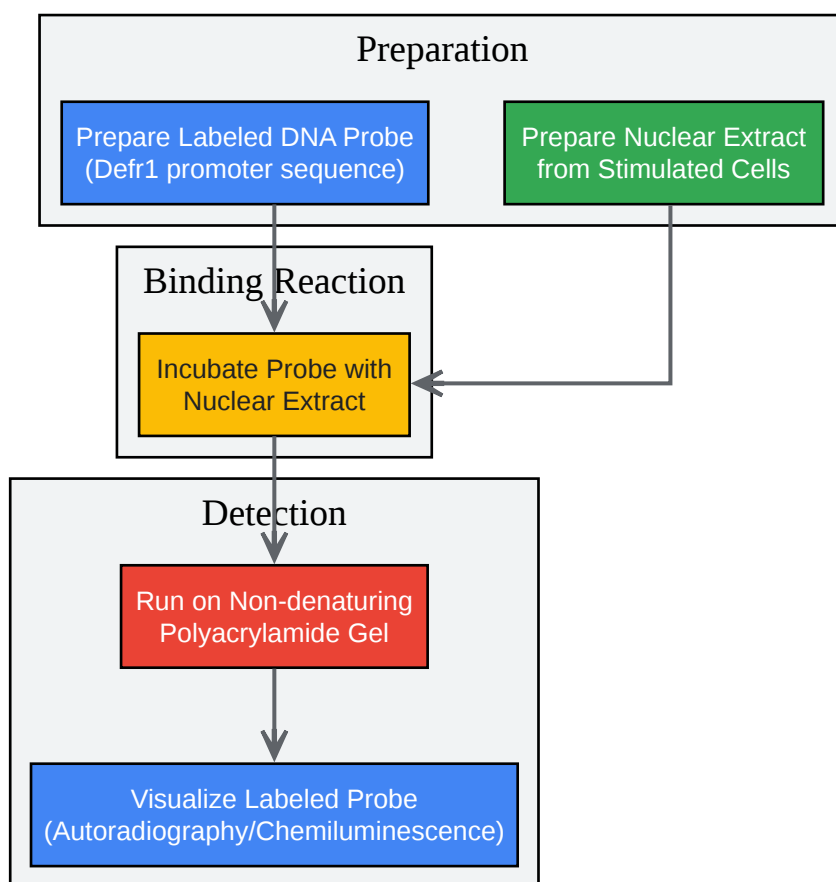 Preparation
Prepare Labeled DNA Probe
(Defr1 promoter sequence)
Prepare Nuclear Extract
from Stimulated Cells
Binding Reaction
Incubate Probe with
Nuclear Extract
Detection
Run on Non-denaturing
Polyacrylamide Gel
Visualize Labeled Probe
(Autoradiography/Chemiluminescence)